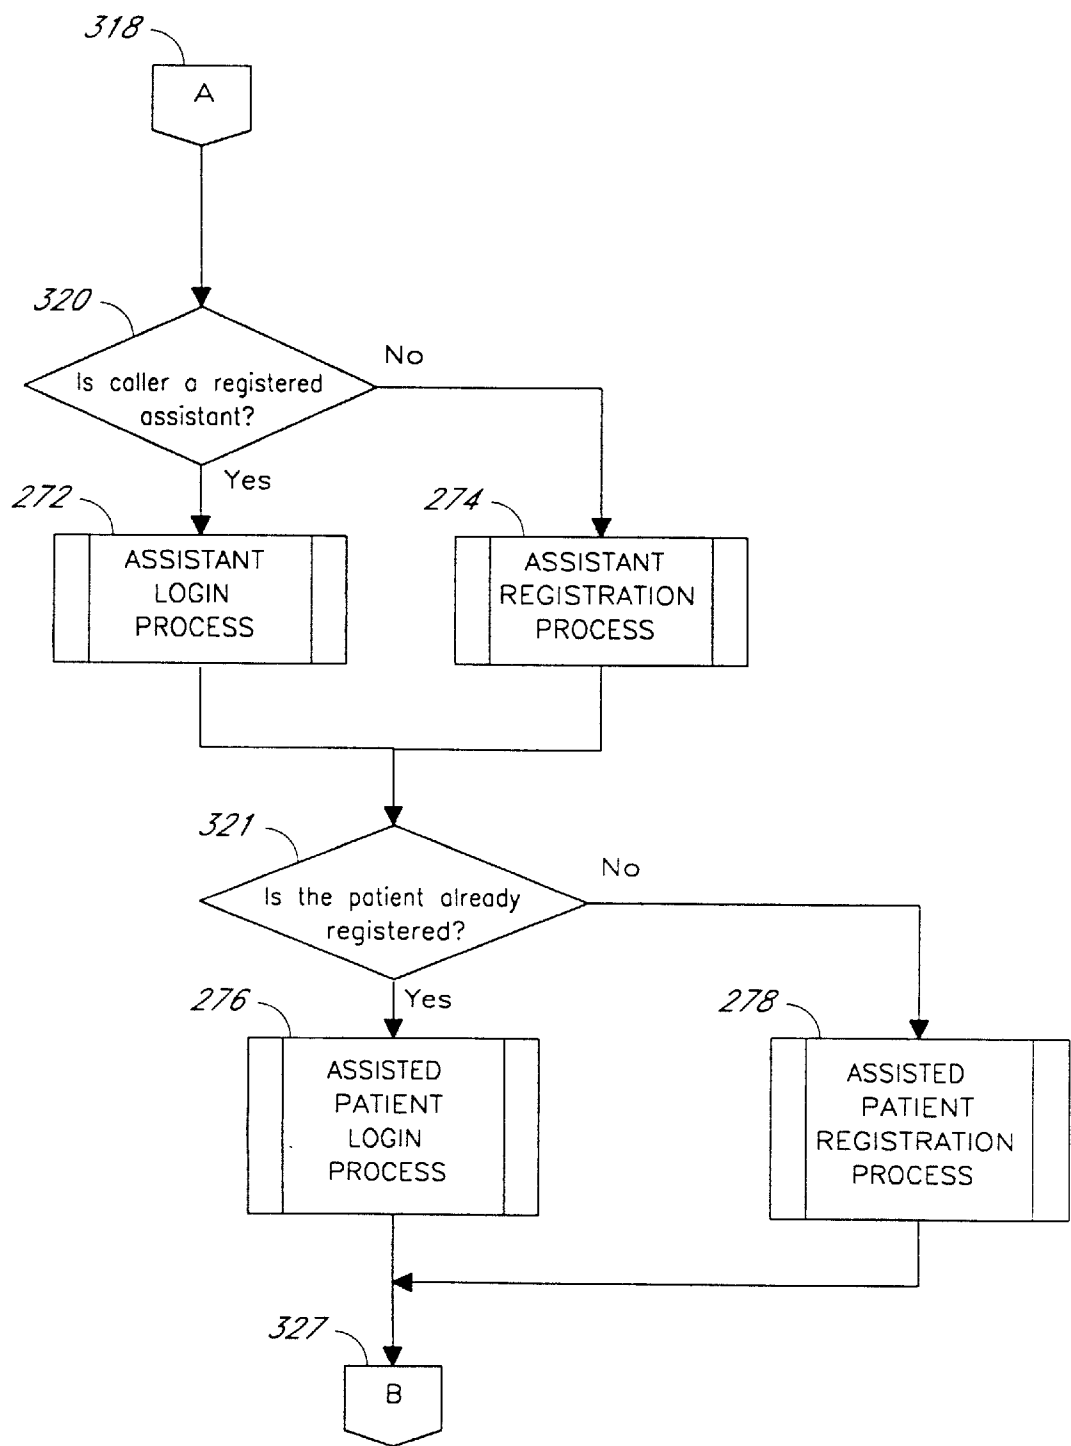 318
A
320
No
Is caller a registered
assistant?
Yes
272
274
ASSISTANT
LOGIN
PROCESS
ASSISTANT
REGISTRATION
PROCESS
321
No
Is the patient already
registered?
Yes
276
278
ASSISTED
PATIENT
LOGIN
PROCESS
ASSISTED
PATIENT
REGISTRATION
PROCESS
327
B